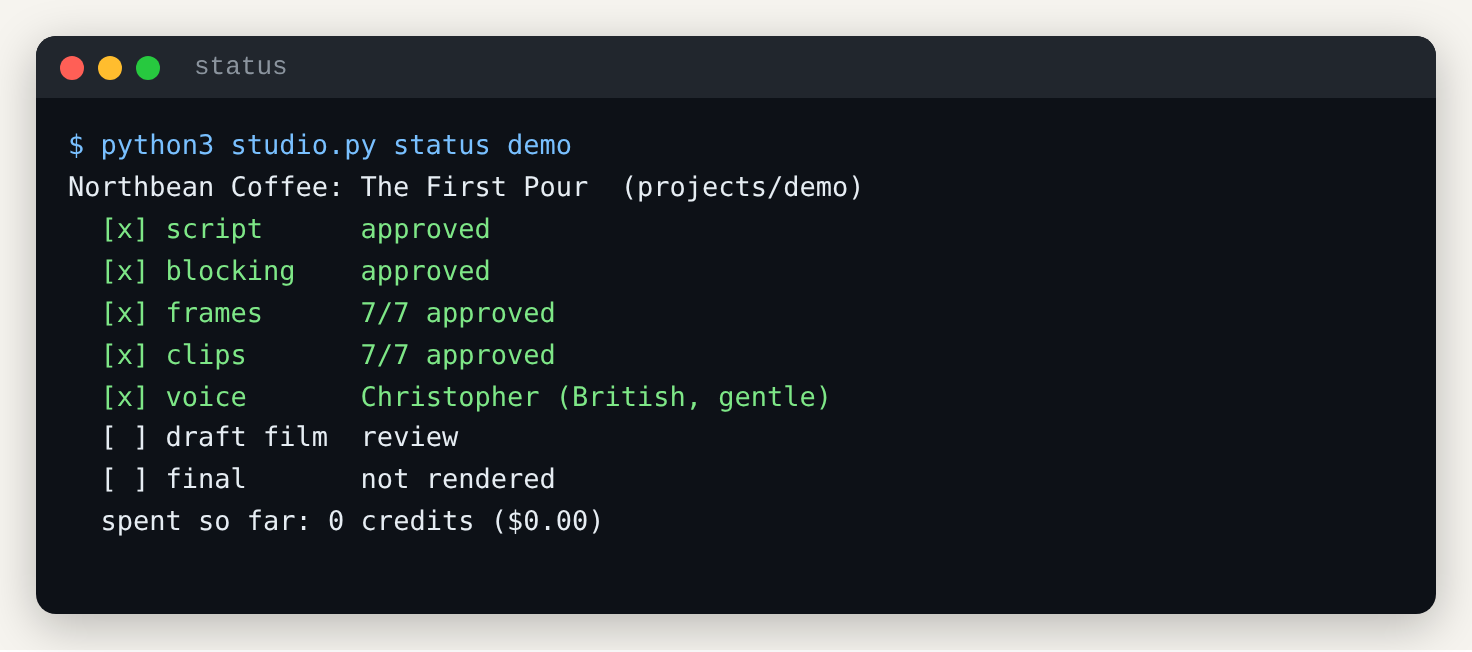 status
$ python3 studio.py status demo
Northbean Coffee: The First Pour  (projects/demo)
  [x] script      approved
  [x] blocking    approved
  [x] frames      7/7 approved
  [x] clips       7/7 approved
  [x] voice       Christopher (British, gentle)
  [ ] draft film  review
  [ ] final       not rendered
  spent so far: 0 credits ($0.00)